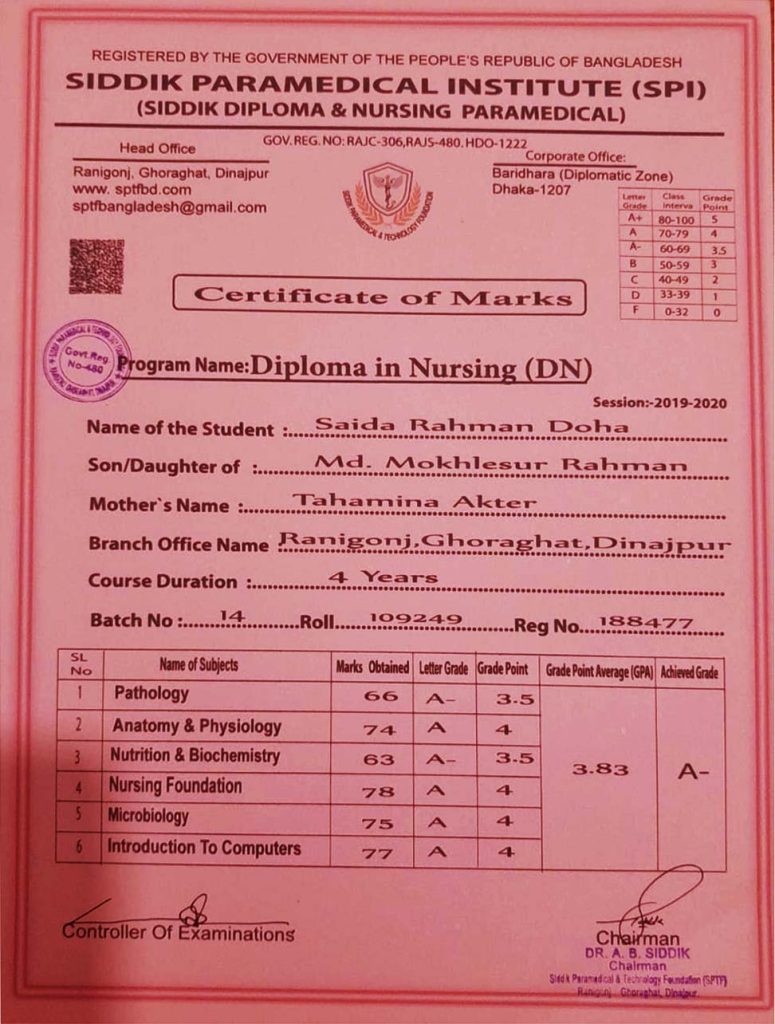 REGISTERED BY THE GOVERNMENT OF THE PEOPLE'S REPUBLIC OF BANGLADESH
SIDDIK PARAMEDICAL INSTITUTE (SPI)
(SIDDIK DIPLOMA & NURSING PARAMEDICAL)
GOV. REG. NO: RAJC-306,RAJS-480. HDO-1222
Head Office
Ranigonj, Ghoraghat, Dinajpur
www. sptfbd.com
sptfbangladesh@gmail.com
SIDDIK PARAMEDICAL & TECHNOLOGY FOUNDATION
Corporate Office:
Baridhara (Diplomatic Zone)
Dhaka-1207
Letter Grade Class Interva Grade Point
A+ 80-100 5
A 70-79 4
A- 60-69 3.5
B 50-59 3
C 40-49 2
D 33-39 1
F 0-32 0
Certificate of Marks
Govt.Reg.
No-480
Program Name:Diploma in Nursing (DN)
Session:-2019-2020
Name of the Student :.... Saida Rahman Doha
Son/Daughter of :.... Md. Mokhlesur Rahman
Mother`s Name :.... Tahamina Akter
Branch Office Name Ranigonj,Ghoraghat,Dinajpur
Course Duration :.... 4 Years
Batch No :.... 14 ....Roll.... 109249 ....Reg No.... 188477
SL No Name of Subjects Marks Obtained Letter Grade Grade Point Grade Point Average (GPA) Achieved Grade
1 Pathology 66 A- 3.5
2 Anatomy & Physiology 74 A 4
3 Nutrition & Biochemistry 63 A- 3.5
3.83 A-
4 Nursing Foundation 78 A 4
5 Microbiology 75 A 4
6 Introduction To Computers 77 A 4
Controller Of Examinations
Chairman
DR. A. B. SIDDIK
Chairman
Siddik Paramedical & Technology Foundation (SPTF)
Ranigonj, Ghoraghat, Dinajpur.